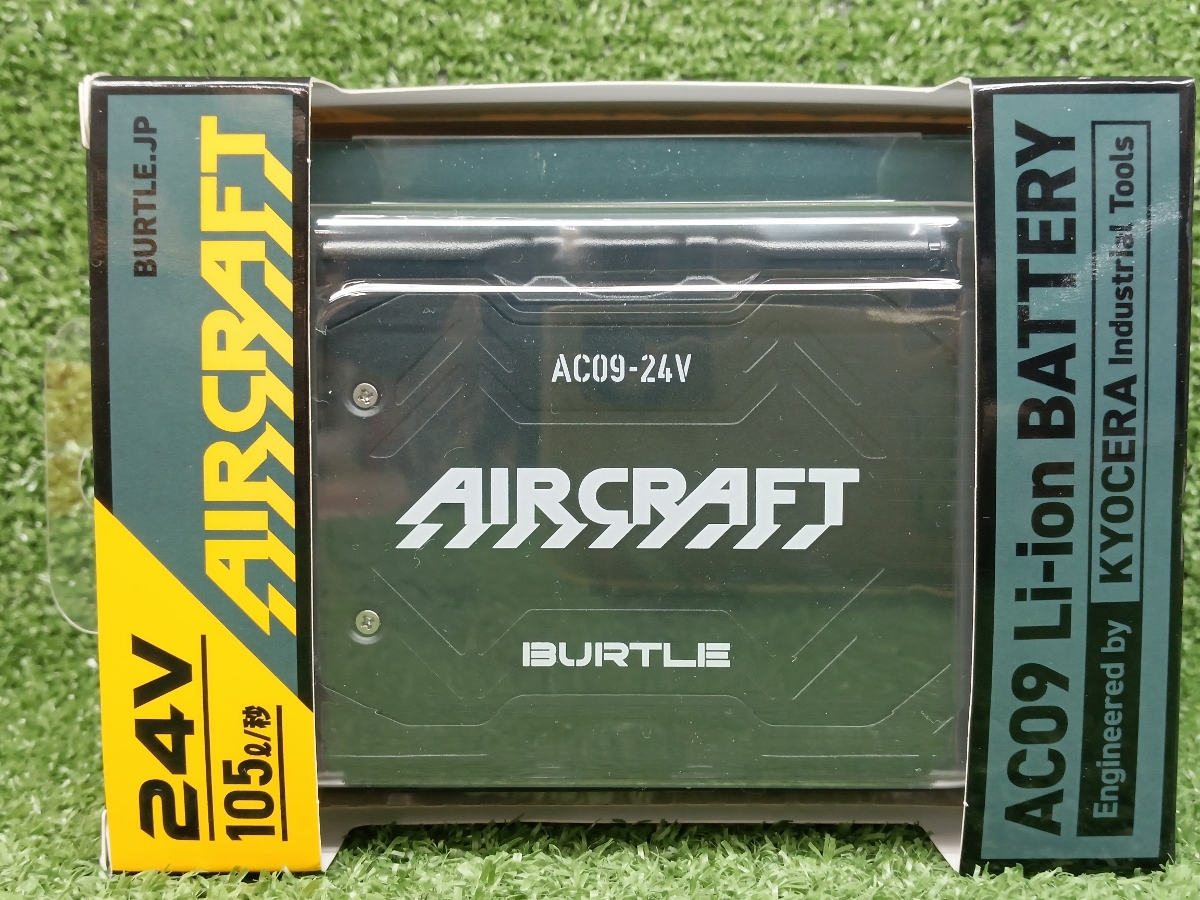 BURTLE.JP
AIRCRAFT
24V
105ℓ/秒
AC09-24V
AIRCRAFT
BURTLE
AC09 Li-ion BATTERY
Engineered by KYOCERA Industrial Tools